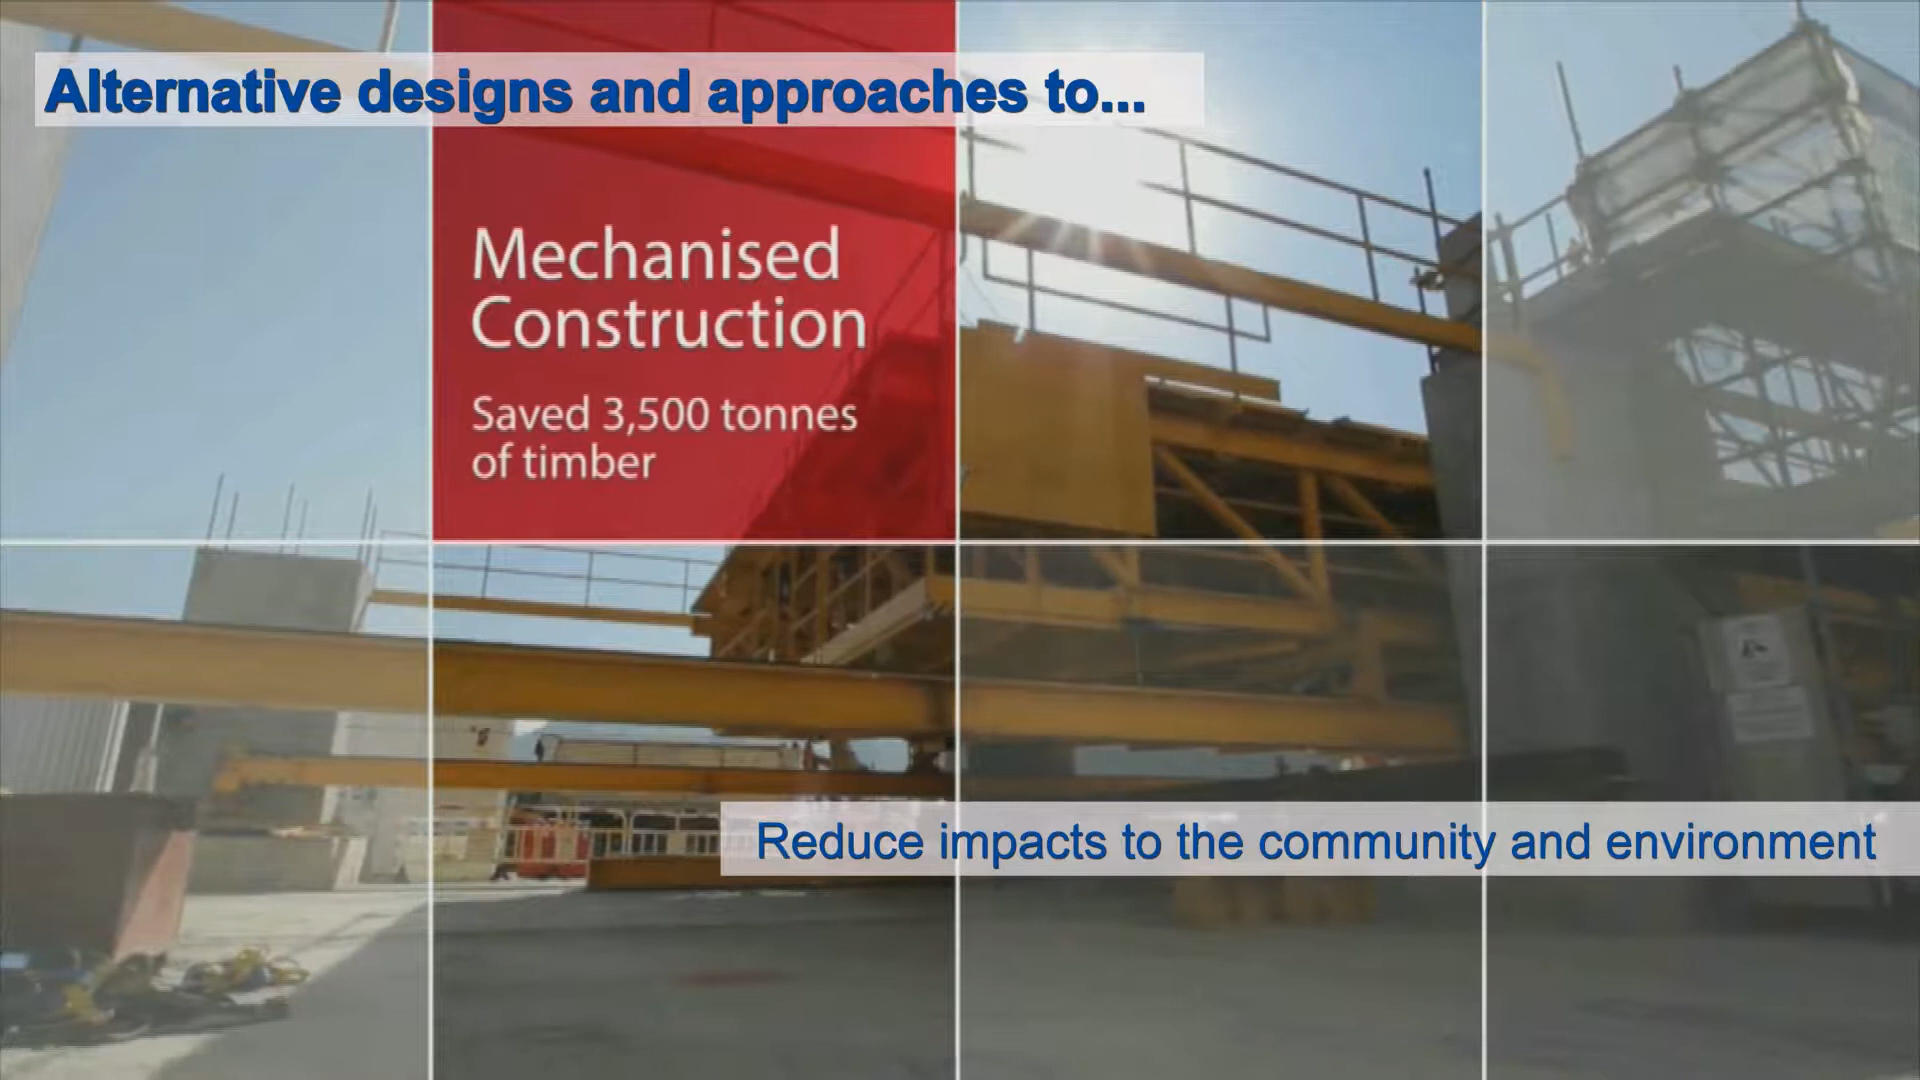 Alternative designs and approaches to...
Mechanised
Construction
Saved 3,500 tonnes
of timber
Reduce impacts to the community and environment